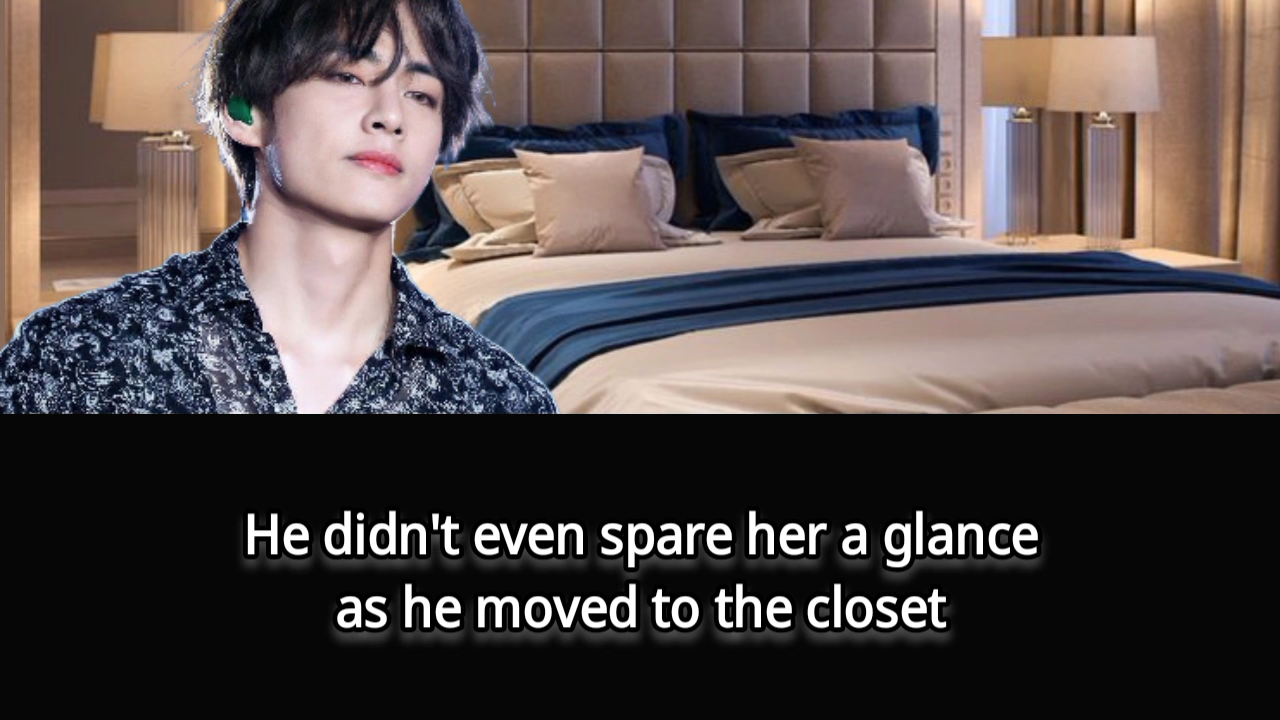 He didn't even spare her a glance
as he moved to the closet